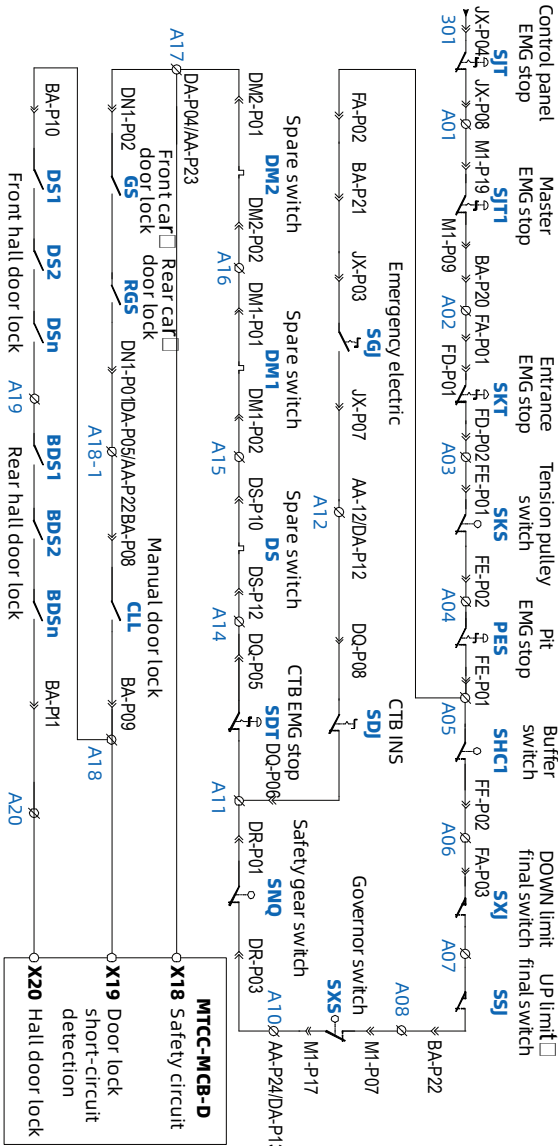 Control panel
EMG stop
Master
EMG stop
Entrance
EMG stop
Tension pulley
switch
Pit
EMG stop
Buffer
switch
DOWN limit
final switch
UP limit□
final switch
SJT
SJT1
SKT
SKS
PES
SHC1
SXJ
SSJ
301
JX-P04
JX-P08
A01
M1-P19
M1-P09
BA-P20
A02
FA-P01
FD-P01
FD-P02
A03
FE-P01
FE-P02
A04
FE-P01
A05
FF-P02
A06
FA-P03
A07
BA-P22
A08
M1-P07
Governor switch
SXS
M1-P17
A10
AA-P24/DA-P13
FA-P02
BA-P21
JX-P03
Emergency electric
SGJ
JX-P07
A12
AA-12/DA-P12
DQ-P08
CTB INS
SDJ
DM2-P01
Spare switch
DM2
DM2-P02
A16
DM1-P01
Spare switch
DM1
DM1-P02
A15
DS-P10
Spare switch
DS
DS-P12
A14
DQ-P05
CTB EMG stop
SDT
DQ-P06
A11
DR-P01
Safety gear switch
SNQ
DR-P03
A17
DA-P04/AA-P23
DN1-P02
Front car□
door lock
GS
Rear car□
door lock
RGS
DN1-P01
DA-P05/AA-P22
A18-1
BA-P08
Manual door lock
CLL
BA-P09
A18
BA-P10
DS1
DS2
DSn
Front hall door lock
A19
BDS1
BDS2
BDSn
Rear hall door lock
BA-P11
A20
MTCC-MCB-D
X18 Safety circuit
X19 Door lock
short-circuit
detection
X20 Hall door lock